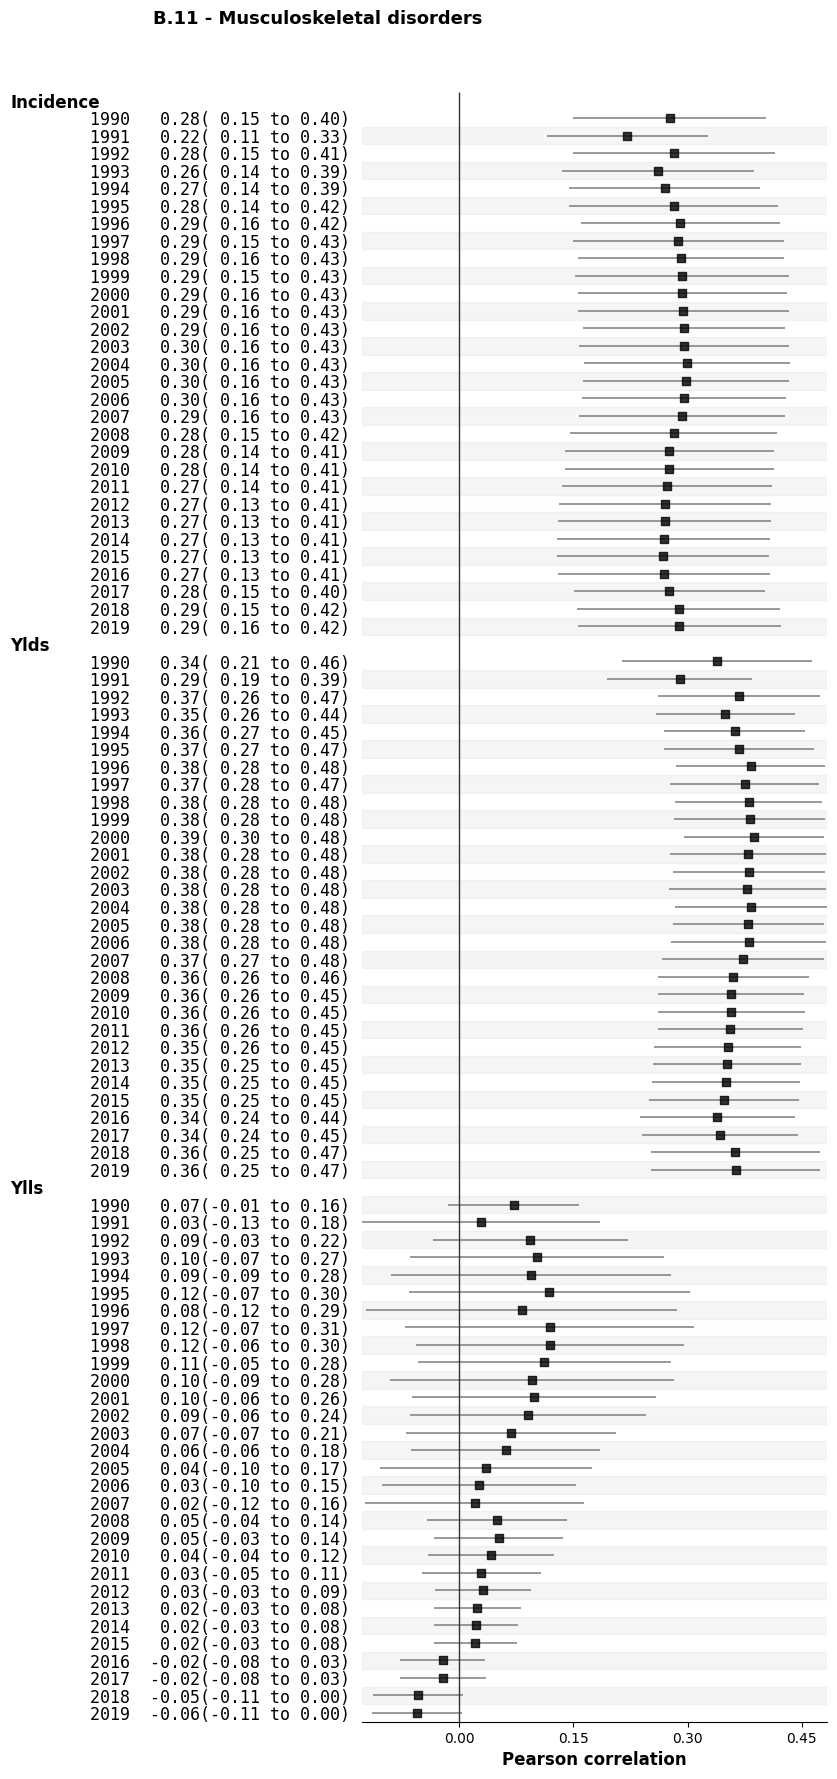 B.11 - Musculoskeletal disorders
Incidence
1990 0.28( 0.15 to 0.40)
1991 0.22( 0.11 to 0.33)
1992 0.28( 0.15 to 0.41)
1993 0.26( 0.14 to 0.39)
1994 0.27( 0.14 to 0.39)
1995 0.28( 0.14 to 0.42)
1996 0.29( 0.16 to 0.42)
1997 0.29( 0.15 to 0.43)
1998 0.29( 0.16 to 0.43)
1999 0.29( 0.15 to 0.43)
2000 0.29( 0.16 to 0.43)
2001 0.29( 0.16 to 0.43)
2002 0.29( 0.16 to 0.43)
2003 0.30( 0.16 to 0.43)
2004 0.30( 0.16 to 0.43)
2005 0.30( 0.16 to 0.43)
2006 0.30( 0.16 to 0.43)
2007 0.29( 0.16 to 0.43)
2008 0.28( 0.15 to 0.42)
2009 0.28( 0.14 to 0.41)
2010 0.28( 0.14 to 0.41)
2011 0.27( 0.14 to 0.41)
2012 0.27( 0.13 to 0.41)
2013 0.27( 0.13 to 0.41)
2014 0.27( 0.13 to 0.41)
2015 0.27( 0.13 to 0.41)
2016 0.27( 0.13 to 0.41)
2017 0.28( 0.15 to 0.40)
2018 0.29( 0.15 to 0.42)
2019 0.29( 0.16 to 0.42)
Ylds
1990 0.34( 0.21 to 0.46)
1991 0.29( 0.19 to 0.39)
1992 0.37( 0.26 to 0.47)
1993 0.35( 0.26 to 0.44)
1994 0.36( 0.27 to 0.45)
1995 0.37( 0.27 to 0.47)
1996 0.38( 0.28 to 0.48)
1997 0.37( 0.28 to 0.47)
1998 0.38( 0.28 to 0.48)
1999 0.38( 0.28 to 0.48)
2000 0.39( 0.30 to 0.48)
2001 0.38( 0.28 to 0.48)
2002 0.38( 0.28 to 0.48)
2003 0.38( 0.28 to 0.48)
2004 0.38( 0.28 to 0.48)
2005 0.38( 0.28 to 0.48)
2006 0.38( 0.28 to 0.48)
2007 0.37( 0.27 to 0.48)
2008 0.36( 0.26 to 0.46)
2009 0.36( 0.26 to 0.45)
2010 0.36( 0.26 to 0.45)
2011 0.36( 0.26 to 0.45)
2012 0.35( 0.26 to 0.45)
2013 0.35( 0.25 to 0.45)
2014 0.35( 0.25 to 0.45)
2015 0.35( 0.25 to 0.45)
2016 0.34( 0.24 to 0.44)
2017 0.34( 0.24 to 0.45)
2018 0.36( 0.25 to 0.47)
2019 0.36( 0.25 to 0.47)
Ylls
1990 0.07(-0.01 to 0.16)
1991 0.03(-0.13 to 0.18)
1992 0.09(-0.03 to 0.22)
1993 0.10(-0.07 to 0.27)
1994 0.09(-0.09 to 0.28)
1995 0.12(-0.07 to 0.30)
1996 0.08(-0.12 to 0.29)
1997 0.12(-0.07 to 0.31)
1998 0.12(-0.06 to 0.30)
1999 0.11(-0.05 to 0.28)
2000 0.10(-0.09 to 0.28)
2001 0.10(-0.06 to 0.26)
2002 0.09(-0.06 to 0.24)
2003 0.07(-0.07 to 0.21)
2004 0.06(-0.06 to 0.18)
2005 0.04(-0.10 to 0.17)
2006 0.03(-0.10 to 0.15)
2007 0.02(-0.12 to 0.16)
2008 0.05(-0.04 to 0.14)
2009 0.05(-0.03 to 0.14)
2010 0.04(-0.04 to 0.12)
2011 0.03(-0.05 to 0.11)
2012 0.03(-0.03 to 0.09)
2013 0.02(-0.03 to 0.08)
2014 0.02(-0.03 to 0.08)
2015 0.02(-0.03 to 0.08)
2016 -0.02(-0.08 to 0.03)
2017 -0.02(-0.08 to 0.03)
2018 -0.05(-0.11 to 0.00)
2019 -0.06(-0.11 to 0.00)
0.00 0.15 0.30 0.45
Pearson correlation